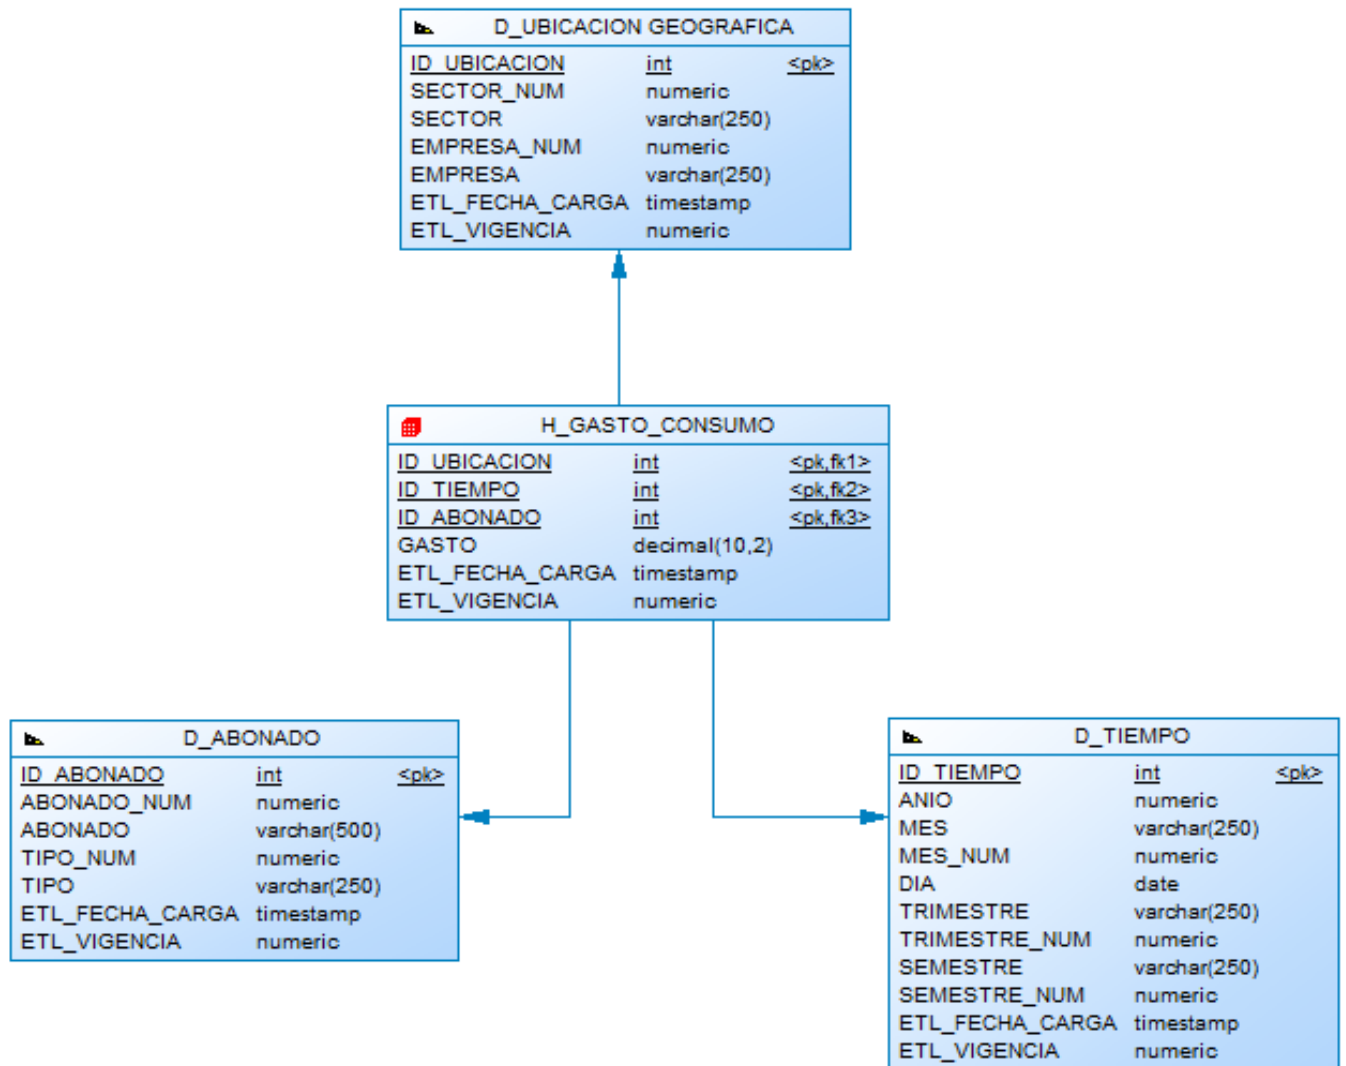 D_UBICACION GEOGRAFICA
ID_UBICACION int <pk>
SECTOR_NUM numeric
SECTOR varchar(250)
EMPRESA_NUM numeric
EMPRESA varchar(250)
ETL_FECHA_CARGA timestamp
ETL_VIGENCIA numeric
H_GASTO_CONSUMO
ID_UBICACION int <pk,fk1>
ID_TIEMPO int <pk,fk2>
ID_ABONADO int <pk,fk3>
GASTO decimal(10,2)
ETL_FECHA_CARGA timestamp
ETL_VIGENCIA numeric
D_ABONADO
ID_ABONADO int <pk>
ABONADO_NUM numeric
ABONADO varchar(500)
TIPO_NUM numeric
TIPO varchar(250)
ETL_FECHA_CARGA timestamp
ETL_VIGENCIA numeric
D_TIEMPO
ID_TIEMPO int <pk>
ANIO numeric
MES varchar(250)
MES_NUM numeric
DIA date
TRIMESTRE varchar(250)
TRIMESTRE_NUM numeric
SEMESTRE varchar(250)
SEMESTRE_NUM numeric
ETL_FECHA_CARGA timestamp
ETL_VIGENCIA numeric